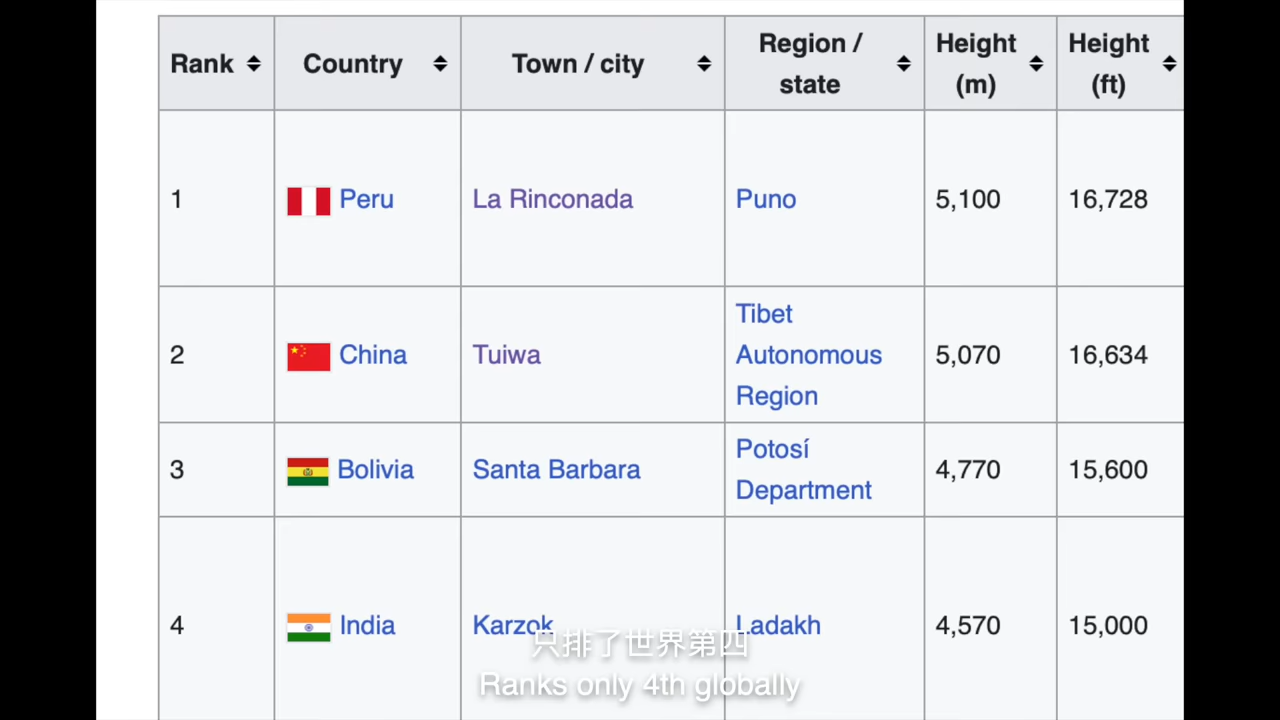 Rank Country Town / city Region / state Height (m) Height (ft)
1 Peru La Rinconada Puno 5,100 16,728
2 China Tuiwa Tibet Autonomous Region 5,070 16,634
3 Bolivia Santa Barbara Potosí Department 4,770 15,600
4 India Karzok Ladakh 4,570 15,000
只排了世界第四
Ranks only 4th globally